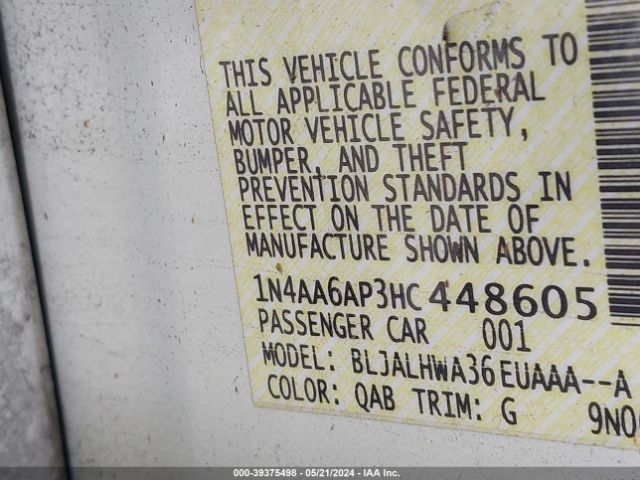 THIS VEHICLE CONFORMS TO
ALL APPLICABLE FEDERAL
MOTOR VEHICLE SAFETY,
BUMPER, AND THEFT
PREVENTION STANDARDS IN
EFFECT ON THE DATE OF
MANUFACTURE SHOWN ABOVE.
1N4AA6AP3HC448605
PASSENGER CAR 001
MODEL: BLJALHWA36EUAAA--A
COLOR: QAB TRIM: G 9N0
000-39375498 - 05/21/2024 - IAA Inc.